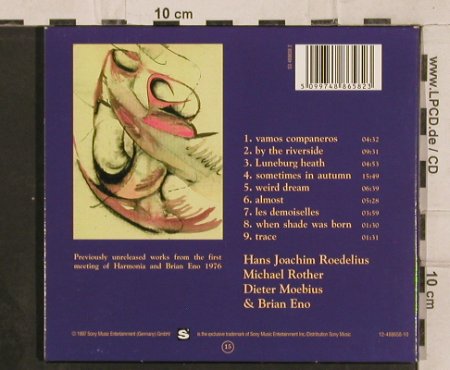 10 cm
5 099748 865823
1. vamos companeros 04:32
2. by the riverside 09:31
3. Luneburg heath 04:53
4. sometimes in autumn 15:49
5. weird dream 06:39
6. almost 05:28
7. les demoiselles 03:59
8. when shade was born 01:30
9. trace 01:31
Previously unreleased works from the first
meeting of Harmonia and Brian Eno 1976
Hans Joachim Roedelius
Michael Rother
Dieter Moebius
& Brian Eno
© 1997 Sony Music Entertainment (Germany) GmbH
S is the exclusive trademark of Sony Music Entertainment Inc./Distribution Sony Music
12-488658-10
15
www.LPCD.de / CD
10 cm